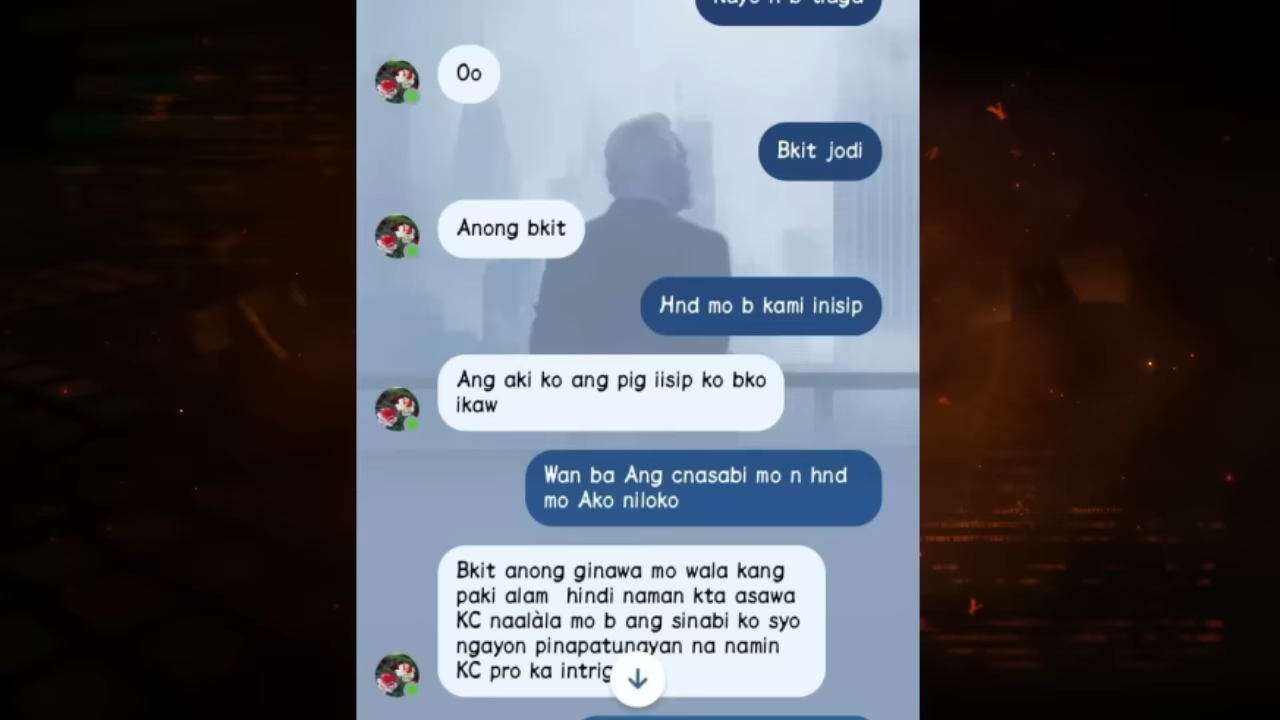 Oo
Bkit jodi
Anong bkit
Hnd mo b kami inisip
Ang aki ko ang pig iisip ko bko
ikaw
Wan ba Ang cnasabi mo n hnd
mo Ako niloko
Bkit anong ginawa mo wala kang
paki alam hindi naman kta asawa
KC naalàla mo b ang sinabi ko syo
ngayon pinapatunayan na namin
KC pro ka